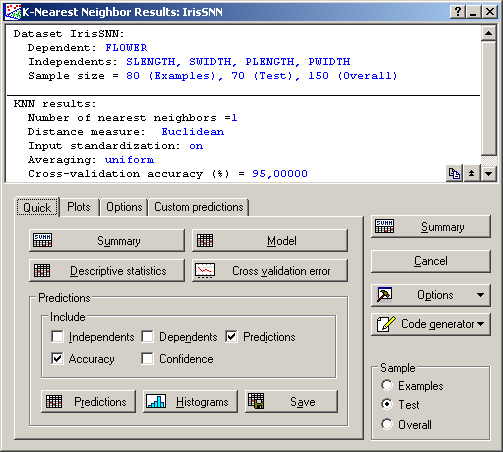 K-Nearest Neighbor Results: IrisSNN
Dataset IrisSNN:
Dependent: FLOWER
Independents: SLENGTH, SWIDTH, PLENGTH, PWIDTH
Sample size = 80 (Examples), 70 (Test), 150 (Overall)
KNN results:
Number of nearest neighbors =1
Distance measure: Euclidean
Input standardization: on
Averaging: uniform
Cross-validation accuracy (%) = 95,00000
Quick Plots Options Custom predictions
Summary Model
Descriptive statistics Cross validation error
Predictions
Include
Independents Dependents Predictions
Accuracy Confidence
Predictions Histograms Save
Summary
Cancel
Options
Code generator
Sample
Examples
Test
Overall